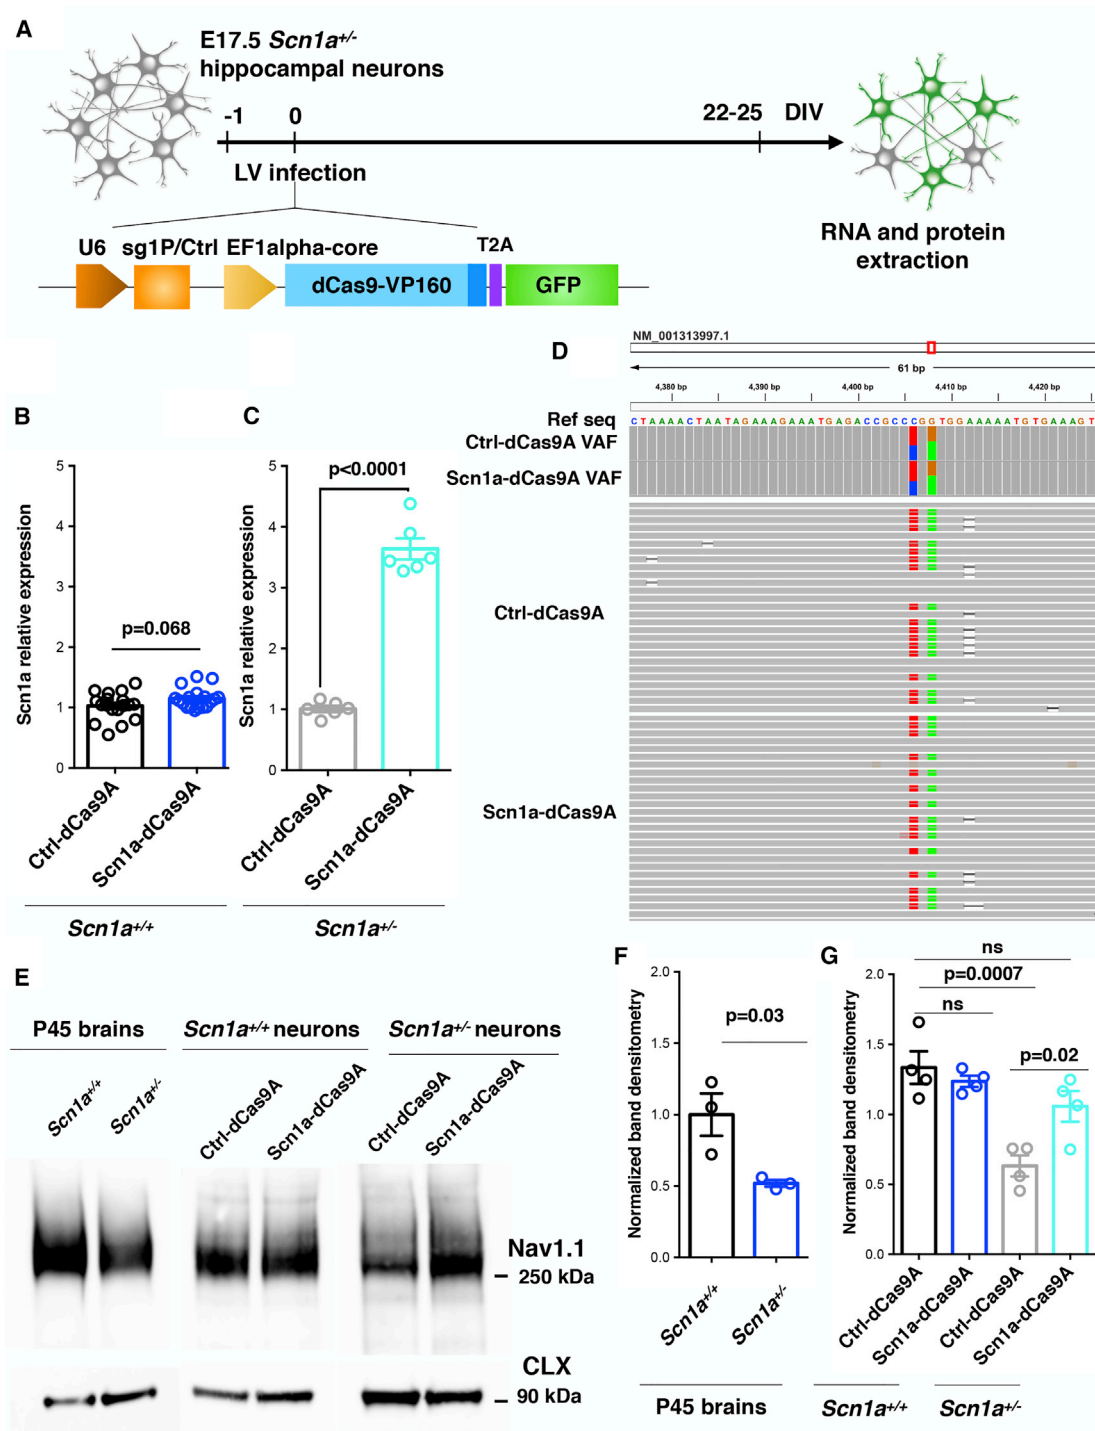 A
E17.5 Scn1a+/-
hippocampal neurons
-1 0 22-25 DIV
LV infection
U6 sg1P/Ctrl EF1alpha-core T2A
dCas9-VP160 GFP
RNA and protein
extraction
B
Scn1a relative expression
5
4
3
2
1
0
p=0.068
Ctrl-dCas9A
Scn1a-dCas9A
Scn1a+/+
C
Scn1a relative expression
5
4
3
2
1
0
p<0.0001
Ctrl-dCas9A
Scn1a-dCas9A
Scn1a+/-
D
NM_001313997.1
61 bp
4,380 bp 4,390 bp 4,400 bp 4,410 bp 4,420 bp
Ref seq CTAAAACTAATAGAAAGAAATGAGACCGCCCGGTGGAAAAATGTGAAAGT
Ctrl-dCas9A VAF
Scn1a-dCas9A VAF
Ctrl-dCas9A
Scn1a-dCas9A
E
P45 brains Scn1a+/+ neurons Scn1a+/- neurons
Scn1a+/+
Scn1a+/-
Ctrl-dCas9A
Scn1a-dCas9A
Ctrl-dCas9A
Scn1a-dCas9A
Nav1.1
250 kDa
CLX
90 kDa
F
Normalized band densitometry
2.0
1.5
1.0
0.5
0.0
p=0.03
Scn1a+/+
Scn1a+/-
P45 brains
G
Normalized band densitometry
2.0
1.5
1.0
0.5
0.0
ns
p=0.0007
ns
p=0.02
Ctrl-dCas9A
Scn1a-dCas9A
Ctrl-dCas9A
Scn1a-dCas9A
Scn1a+/+ Scn1a+/-